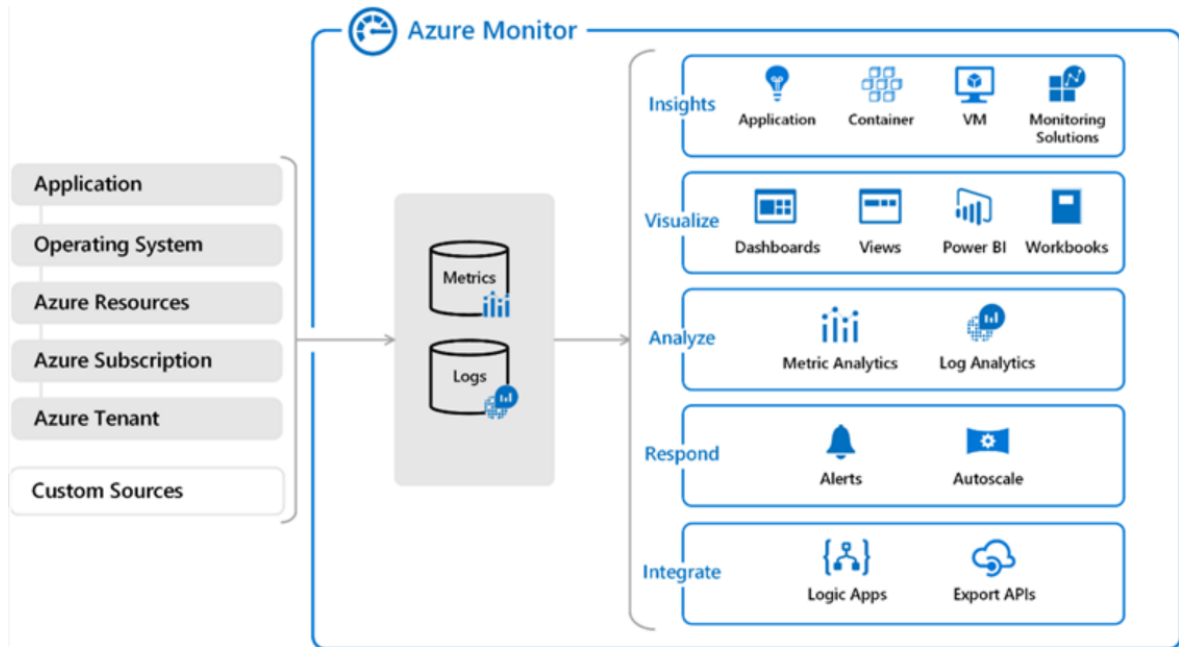 Azure Monitor
Application
Operating System
Azure Resources
Azure Subscription
Azure Tenant
Custom Sources
Metrics
Logs
Insights
Application
Container
VM
Monitoring
Solutions
Visualize
Dashboards
Views
Power BI
Workbooks
Analyze
Metric Analytics
Log Analytics
Respond
Alerts
Autoscale
Integrate
Logic Apps
Export APIs